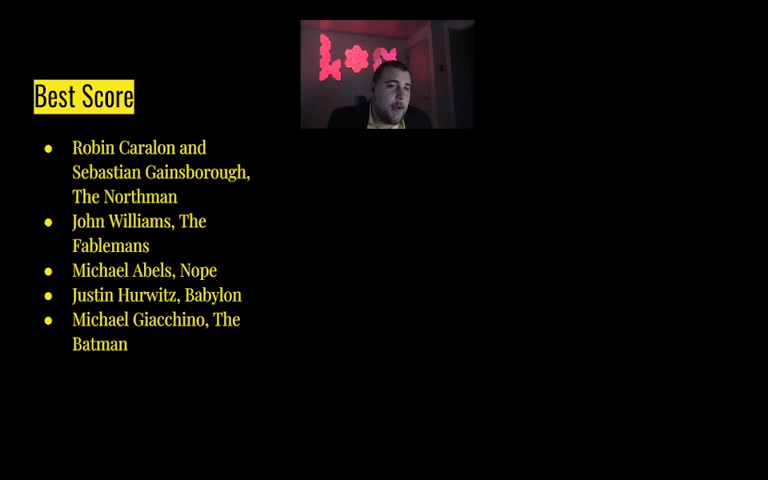 Best Score
● Robin Caralon and
Sebastian Gainsborough,
The Northman
● John Williams, The
Fablemans
● Michael Abels, Nope
● Justin Hurwitz, Babylon
● Michael Giacchino, The
Batman